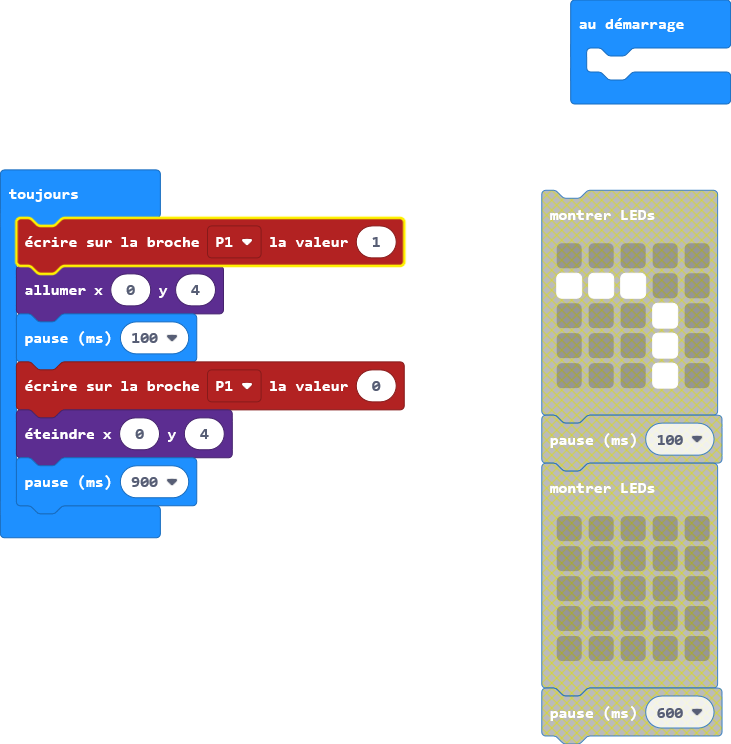 au démarrage
toujours
écrire sur la broche P1 la valeur 1
allumer x 0 y 4
pause (ms) 100
écrire sur la broche P1 la valeur 0
éteindre x 0 y 4
pause (ms) 900
montrer LEDs
pause (ms) 100
montrer LEDs
pause (ms) 600